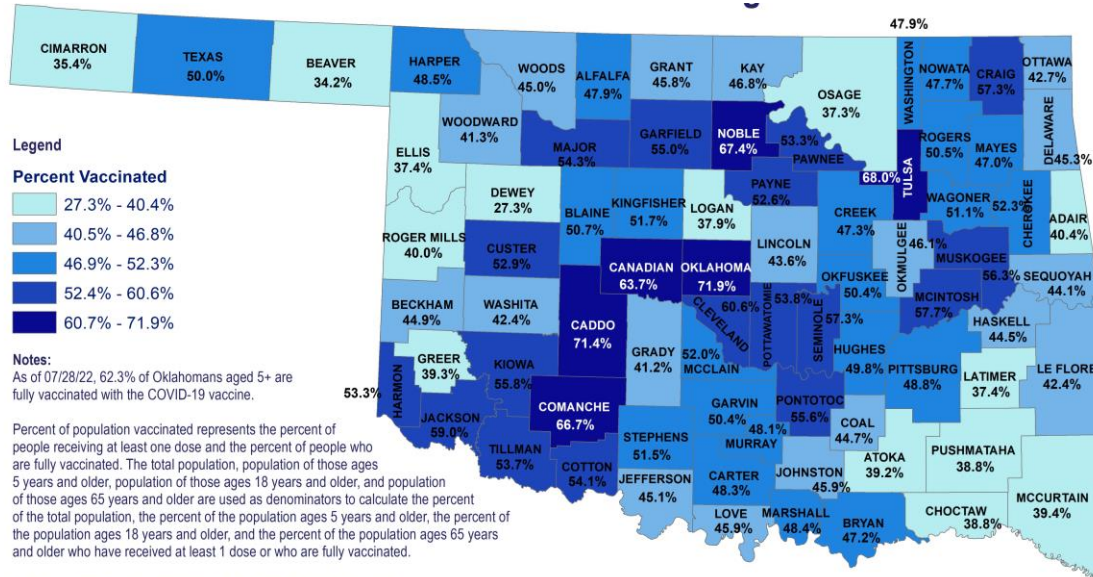 47.9%
CIMARRON
35.4%
TEXAS
50.0%
BEAVER
34.2%
HARPER
48.5%
WOODS
45.0%
ALFALFA
47.9%
GRANT
45.8%
KAY
46.8%
OSAGE
37.3%
WASHINGTON
NOWATA
47.7%
CRAIG
57.3%
OTTAWA
42.7%
WOODWARD
41.3%
MAJOR
54.3%
GARFIELD
55.0%
NOBLE
67.4%
53.3%
PAWNEE
ROGERS
50.5%
MAYES
47.0%
DELAWARE
45.3%
ELLIS
37.4%
DEWEY
27.3%
BLAINE
50.7%
KINGFISHER
51.7%
LOGAN
37.9%
PAYNE
52.6%
68.0%
TULSA
CREEK
47.3%
WAGONER
51.1%
52.3%
CHEROKEE
ADAIR
40.4%
ROGER MILLS
40.0%
CUSTER
52.9%
CANADIAN
63.7%
OKLAHOMA
71.9%
LINCOLN
43.6%
OKMULGEE
46.1%
MUSKOGEE
56.3%
SEQUOYAH
44.1%
BECKHAM
44.9%
WASHITA
42.4%
CADDO
71.4%
GRADY
41.2%
60.6%
CLEVELAND
53.8%
POTTAWATOMIE
SEMINOLE
57.3%
OKFUSKEE
50.4%
MCINTOSH
57.7%
HASKELL
44.5%
52.0%
MCCLAIN
HUGHES
49.8%
PITTSBURG
48.8%
LATIMER
37.4%
LE FLORE
42.4%
GREER
39.3%
KIOWA
55.8%
53.3%
HARMON
JACKSON
59.0%
COMANCHE
66.7%
TILLMAN
53.7%
COTTON
54.1%
STEPHENS
51.5%
GARVIN
50.4%
48.1%
MURRAY
PONTOTOC
55.6%
COAL
44.7%
ATOKA
39.2%
PUSHMATAHA
38.8%
JEFFERSON
45.1%
CARTER
48.3%
JOHNSTON
45.9%
LOVE
45.9%
MARSHALL
48.4%
BRYAN
47.2%
CHOCTAW
38.8%
MCCURTAIN
39.4%
Legend
Percent Vaccinated
27.3% - 40.4%
40.5% - 46.8%
46.9% - 52.3%
52.4% - 60.6%
60.7% - 71.9%
Notes:
As of 07/28/22, 62.3% of Oklahomans aged 5+ are
fully vaccinated with the COVID-19 vaccine.
Percent of population vaccinated represents the percent of
people receiving at least one dose and the percent of people who
are fully vaccinated. The total population, population of those ages
5 years and older, population of those ages 18 years and older, and population
of those ages 65 years and older are used as denominators to calculate the percent
of the total population, the percent of the population ages 5 years and older, the percent of
the population ages 18 years and older, and the percent of the population ages 65 years
and older who have received at least 1 dose or who are fully vaccinated.